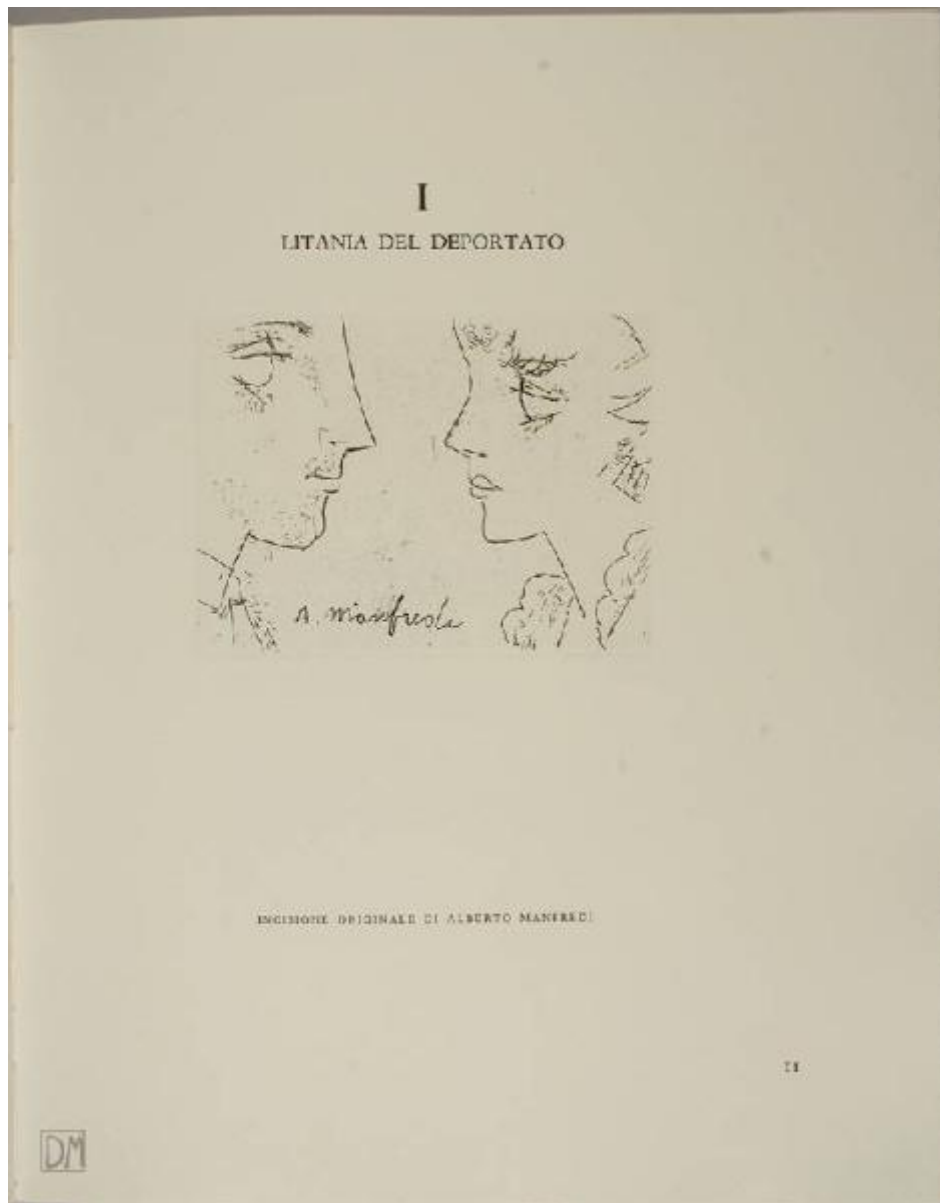 I
LITANIA DEL DEPORTATO
A. Manfredi
INCISIONE ORIGINALE DI ALBERTO MANFREDI
11
DM